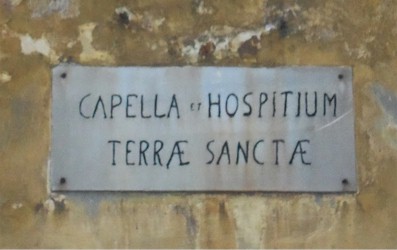 CAPELLA ET HOSPITIUM
TERRÆ SANCTÆ